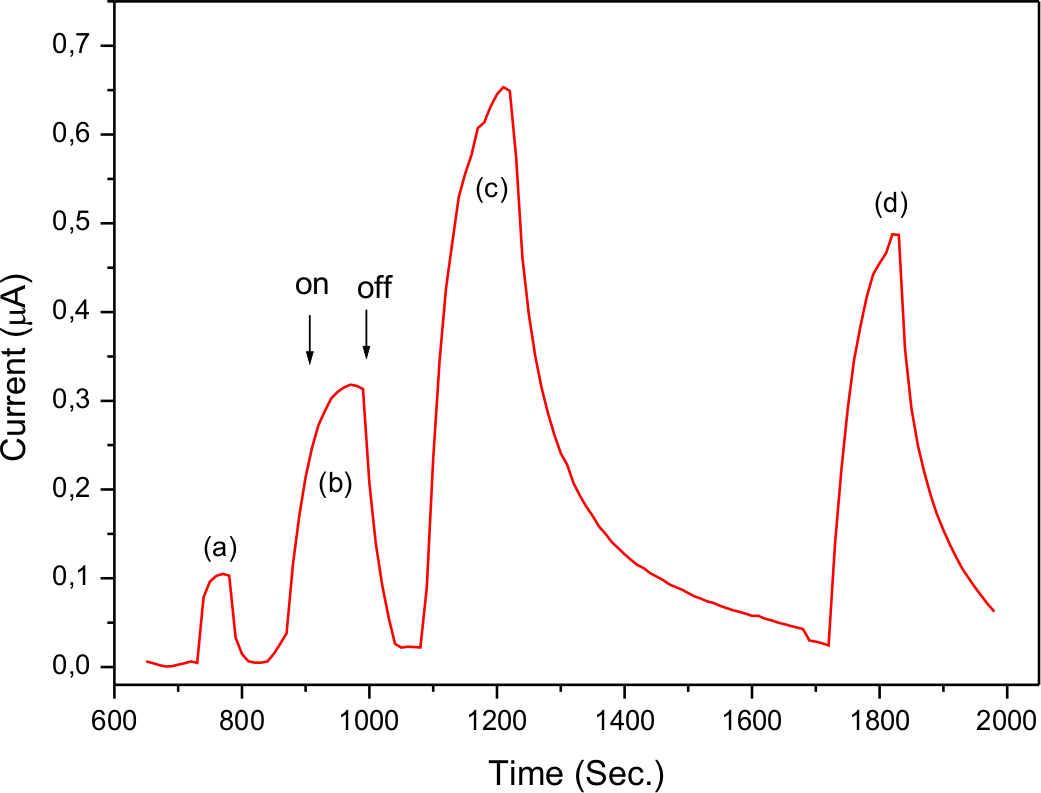 0,7
0,6
0,5
0,4
0,3
0,2
0,1
0,0
Current (μA)
(a)
on
off
(b)
(c)
(d)
600 800 1000 1200 1400 1600 1800 2000
Time (Sec.)